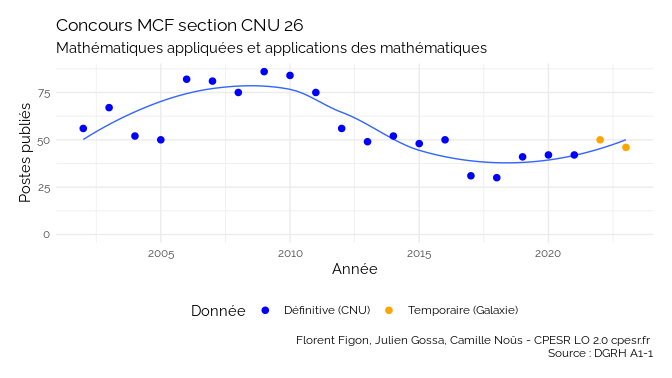 Concours MCF section CNU 26
Mathématiques appliquées et applications des mathématiques
Postes publiés
75
50
25
0
2005
2010
2015
2020
Année
Donnée
Définitive (CNU)
Temporaire (Galaxie)
Florent Figon, Julien Gossa, Camille Noûs - CPESR LO 2.0 cpesr.fr
Source : DGRH A1-1